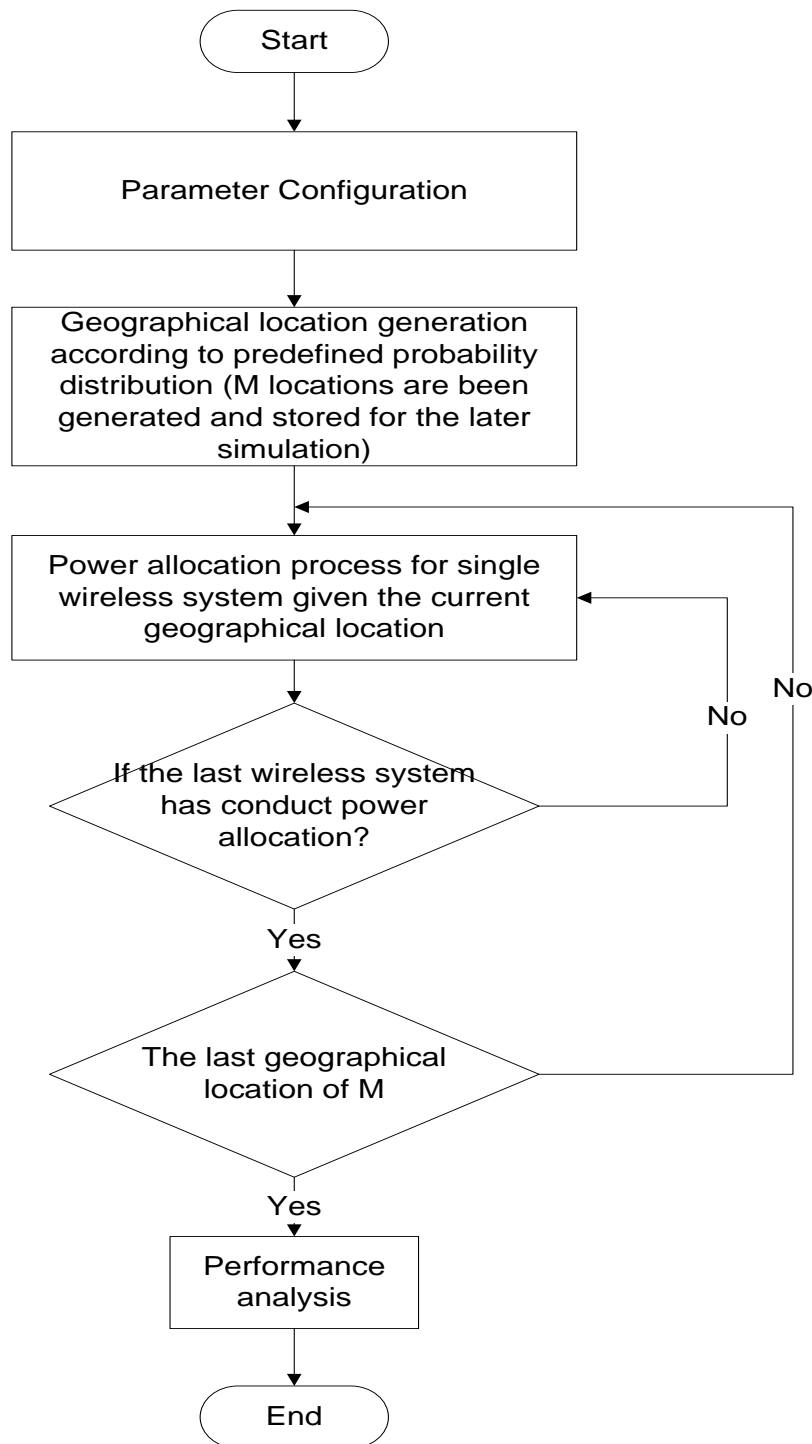 Start
Parameter Configuration
Geographical location generation
according to predefined probability
distribution (M locations are been
generated and stored for the later
simulation)
Power allocation process for single
wireless system given the current
geographical location
No
No
If the last wireless system
has conduct power
allocation?
Yes
The last geographical
location of M
Yes
Performance
analysis
End